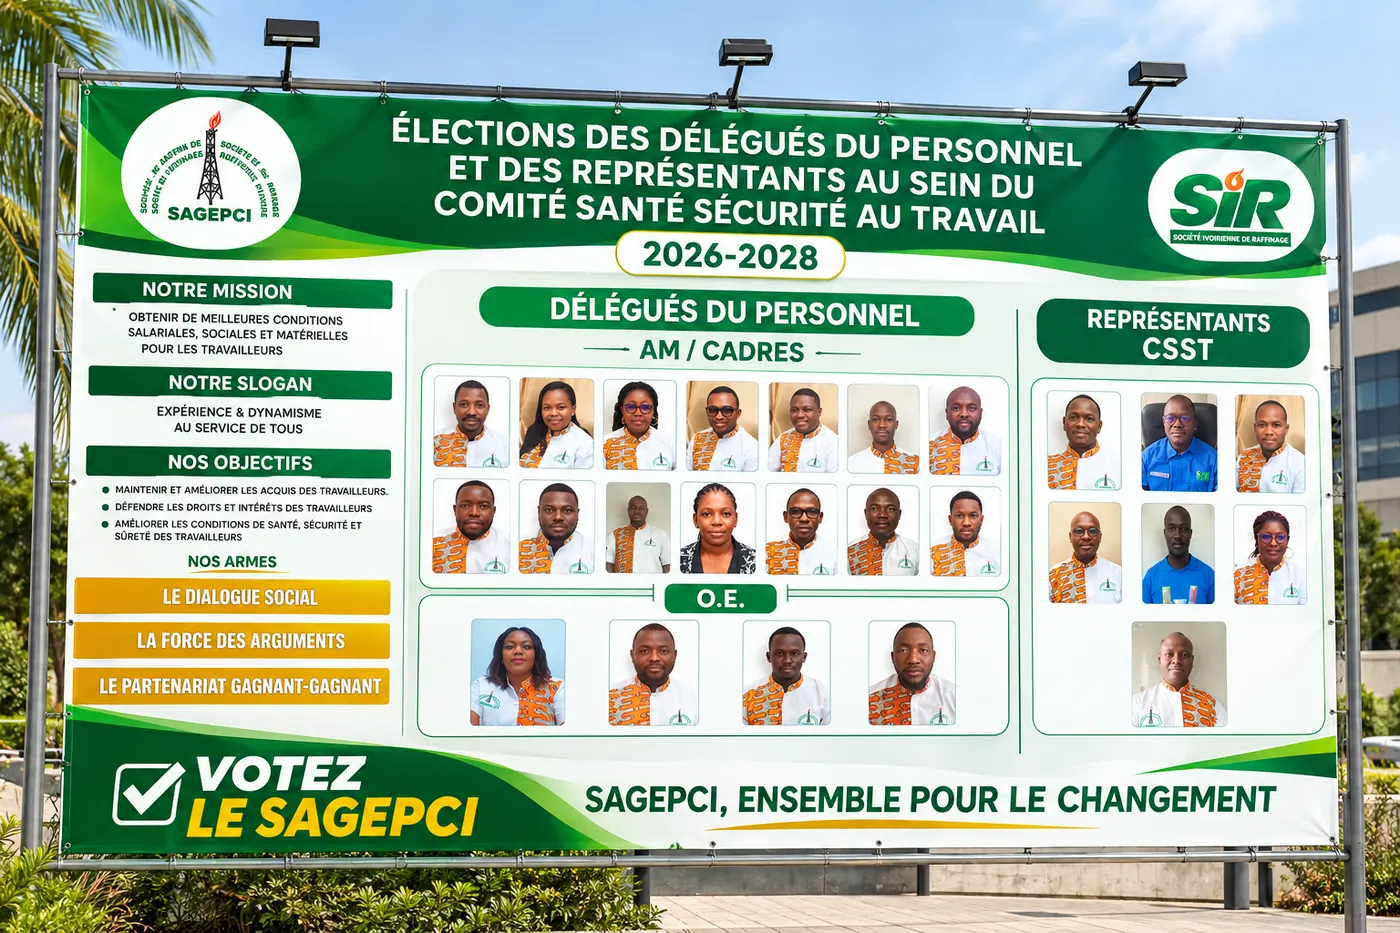 ÉLECTIONS DES DÉLÉGUÉS DU PERSONNEL
ET DES REPRÉSENTANTS AU SEIN DU
COMITÉ SANTÉ SÉCURITÉ AU TRAVAIL
2026-2028
SAGEPCI
SiR
SOCIÉTÉ IVOIRIENNE DE RAFFINAGE
NOTRE MISSION
OBTENIR DE MEILLEURES CONDITIONS
SALARIALES, SOCIALES ET MATÉRIELLES
POUR LES TRAVAILLEURS
NOTRE SLOGAN
EXPÉRIENCE & DYNAMISME
AU SERVICE DE TOUS
NOS OBJECTIFS
MAINTENIR ET AMÉLIORER LES ACQUIS DES TRAVAILLEURS.
DÉFENDRE LES DROITS ET INTÉRÊTS DES TRAVAILLEURS
AMÉLIORER LES CONDITIONS DE SANTÉ, SÉCURITÉ ET
SÛRETÉ DES TRAVAILLEURS
NOS ARMES
LE DIALOGUE SOCIAL
LA FORCE DES ARGUMENTS
LE PARTENARIAT GAGNANT-GAGNANT
DÉLÉGUÉS DU PERSONNEL
AM / CADRES
O.E.
REPRÉSENTANTS
CSST
VOTEZ
LE SAGEPCI
SAGEPCI, ENSEMBLE POUR LE CHANGEMENT